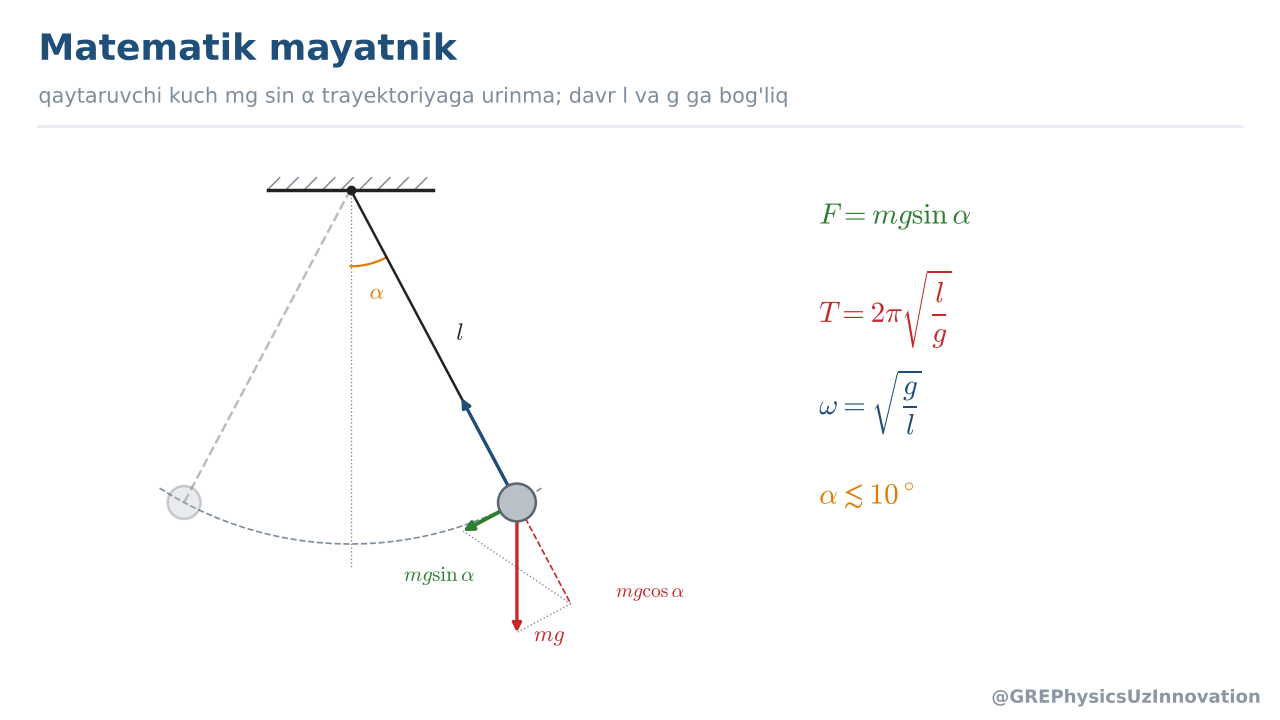 Matematik mayatnik
qaytaruvchi kuch mg sin α trayektoriyaga urinma; davr l va g ga bog'liq
α
l
mg sin α
mg cos α
mg
F = mg sin α
T = 2π√(l/g)
ω = √(g/l)
α ≲ 10°
@GREPhysicsUzInnovation